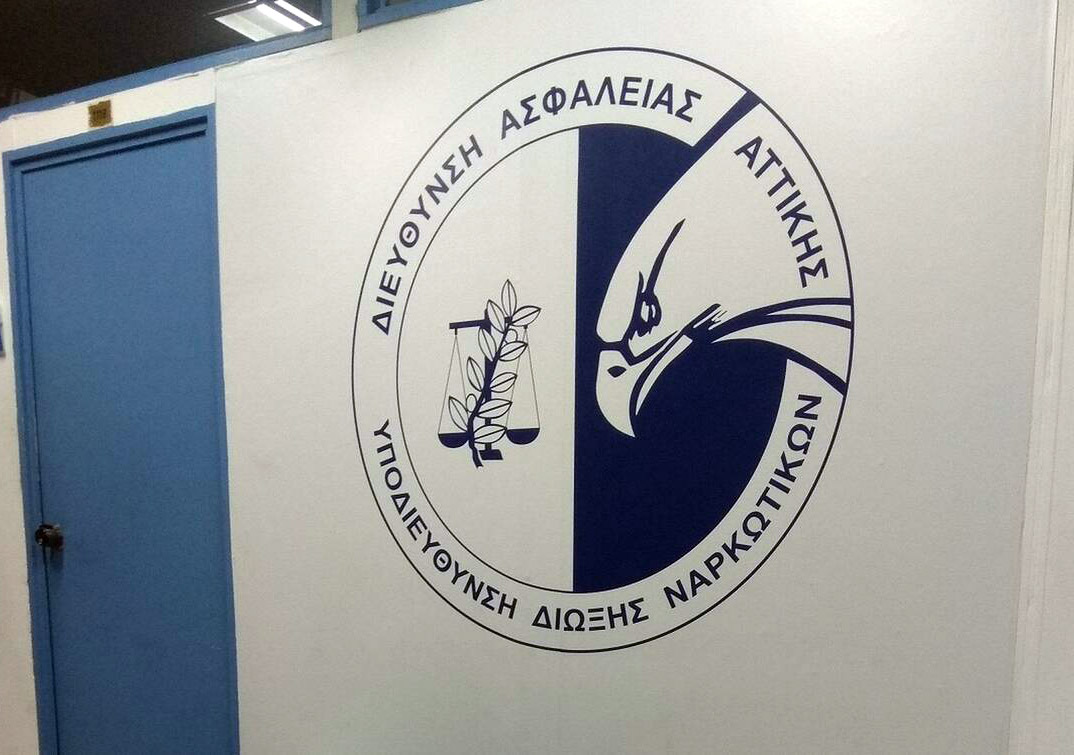 ΔΙΕΥΘΥΝΣΗ ΑΣΦΑΛΕΙΑΣ ΑΤΤΙΚΗΣ
ΥΠΟΔΙΕΥΘΥΝΣΗ ΔΙΩΞΗΣ ΝΑΡΚΩΤΙΚΩΝ